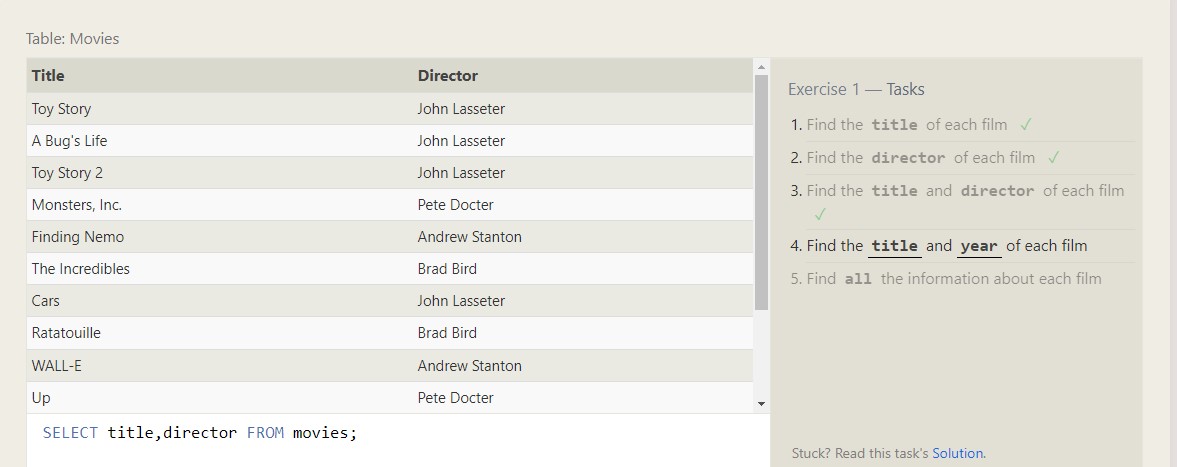 Table: Movies
Title Director
Toy Story John Lasseter
A Bug's Life John Lasseter
Toy Story 2 John Lasseter
Monsters, Inc. Pete Docter
Finding Nemo Andrew Stanton
The Incredibles Brad Bird
Cars John Lasseter
Ratatouille Brad Bird
WALL-E Andrew Stanton
Up Pete Docter
SELECT title,director FROM movies;
Exercise 1 — Tasks
1. Find the title of each film ✓
2. Find the director of each film ✓
3. Find the title and director of each film
✓
4. Find the title and year of each film
5. Find all the information about each film
Stuck? Read this task's Solution.